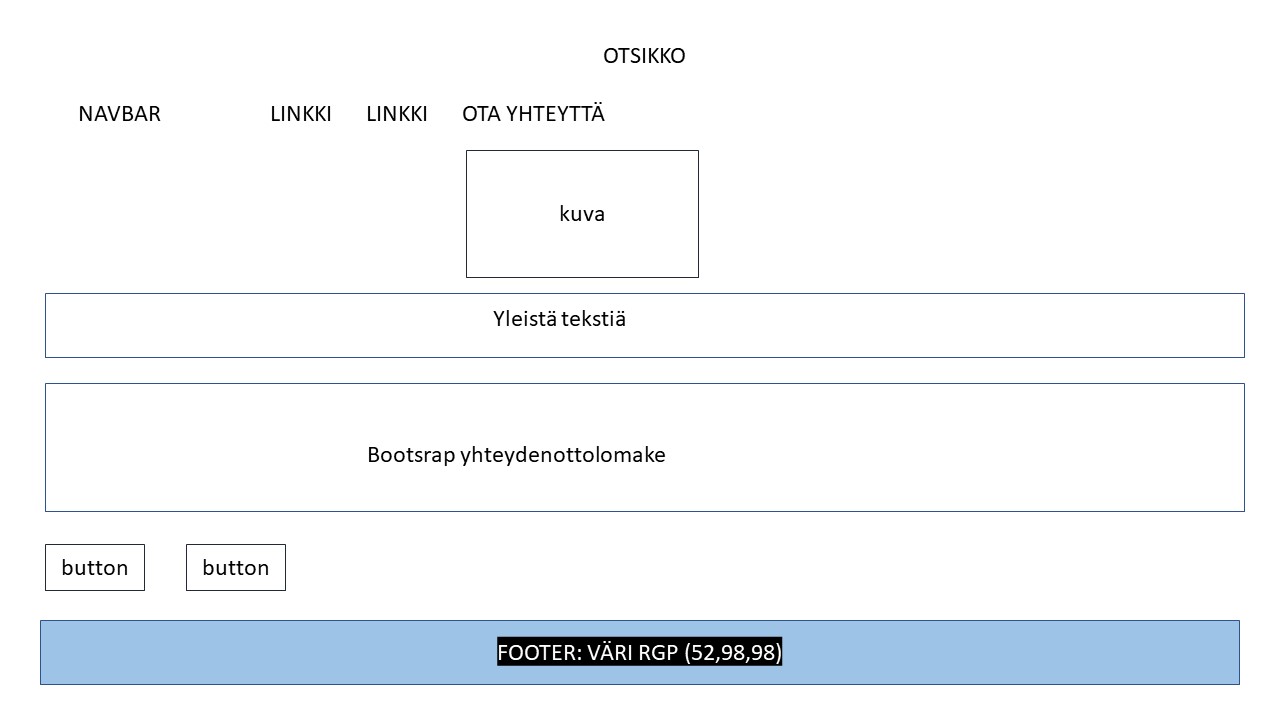 OTSIKKO
NAVBAR LINKKI LINKKI OTA YHTEYTTÄ
kuva
Yleistä tekstiä
Bootsrap yhteydenottolomake
button button
FOOTER: VÄRI RGP (52,98,98)